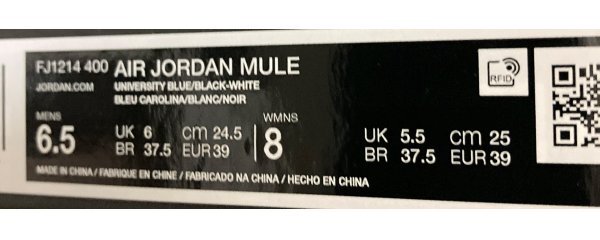 FJ1214 400 AIR JORDAN MULE
JORDAN.COM UNIVERSITY BLUE/BLACK-WHITE
BLEU CAROLINA/BLANC/NOIR
RFID
MENS
6.5
UK 6 cm 24.5
BR 37.5 EUR 39
WMNS
8
UK 5.5 cm 25
BR 37.5 EUR 39
MADE IN CHINA / FABRIQUE EN CHINE / FABRICADO NA CHINA / HECHO EN CHINA